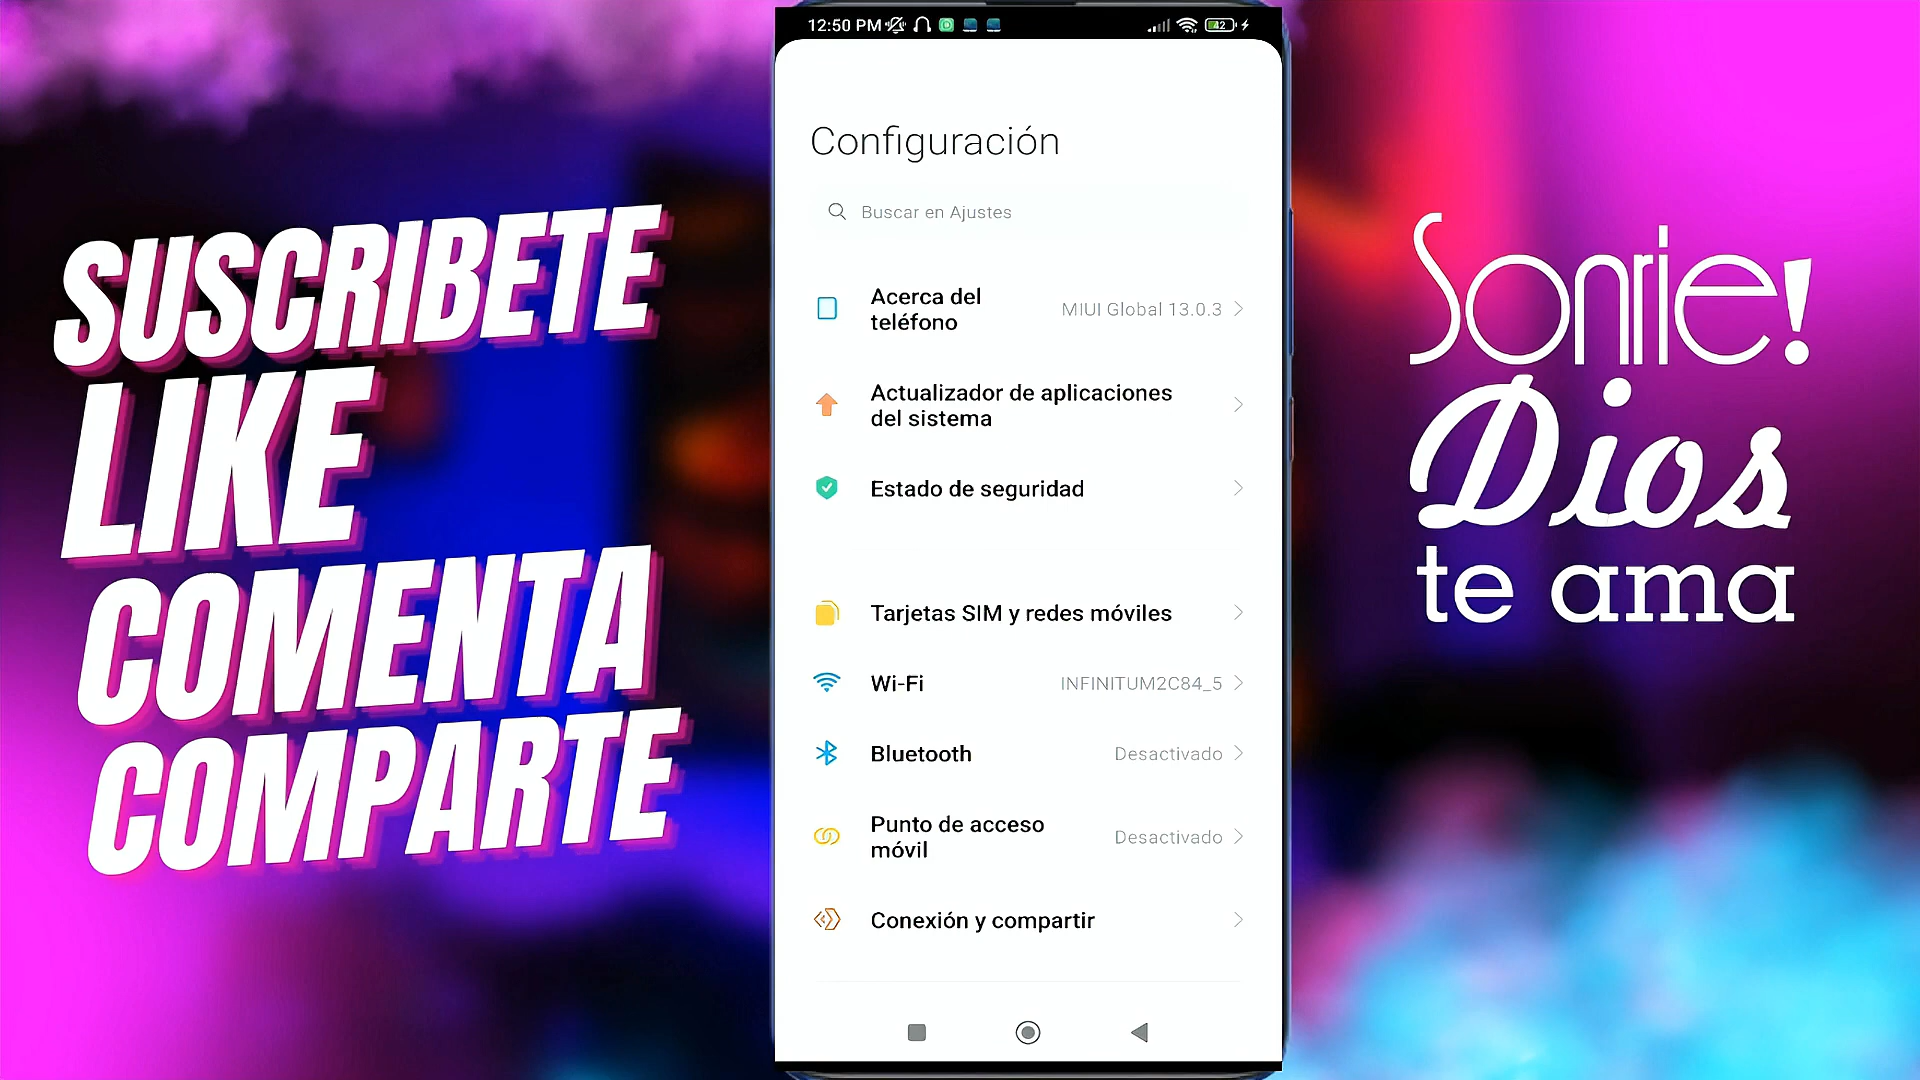 SUSCRIBETE
LIKE
COMENTA
COMPARTE
12:50 PM
42
Configuración
Buscar en Ajustes
Acerca del
teléfono
MIUI Global 13.0.3
Actualizador de aplicaciones
del sistema
Estado de seguridad
Tarjetas SIM y redes móviles
Wi-Fi
INFINITUM2C84_5
Bluetooth
Desactivado
Punto de acceso
móvil
Desactivado
Conexión y compartir
Sonrie!
Dios
te ama